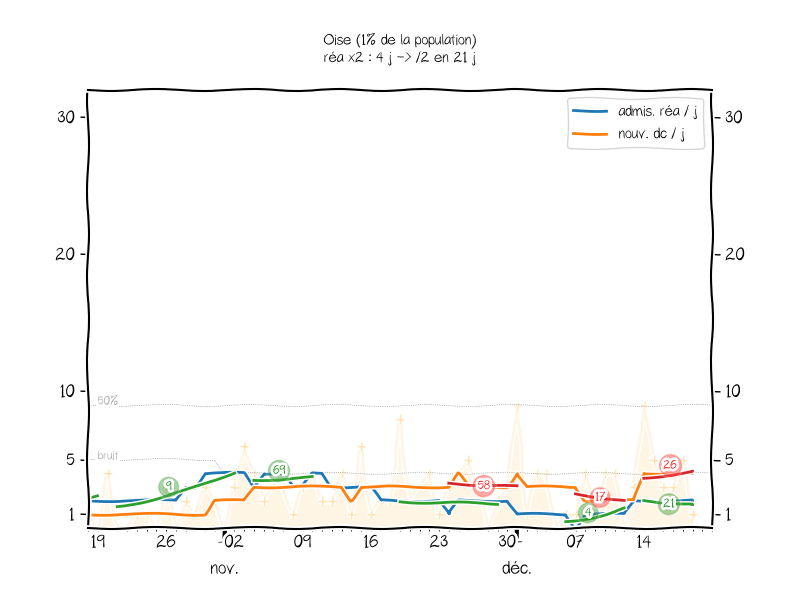 Oise (1% de la population)
réa x2 : 4 j -> /2 en 21 j
admis. réa / j
nouv. dc / j
30
30
20
20
10
10
50%
5
bruit
5
9
69
58
26
17
4
21
1
1
19 26 02 09 16 23 30 07 14
nov. déc.